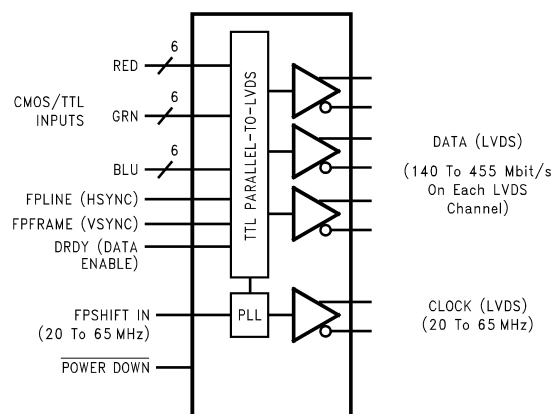 6
RED
6
CMOS/TTL
INPUTS
GRN
6
BLU
FPLINE (HSYNC)
FPFRAME (VSYNC)
DRDY (DATA
ENABLE)
FPSHIFT IN
(20 To 65 MHz)
POWER DOWN
TTL PARALLEL-TO-LVDS
PLL
DATA (LVDS)
(140 To 455 Mbit/s
On Each LVDS
Channel)
CLOCK (LVDS)
(20 To 65 MHz)